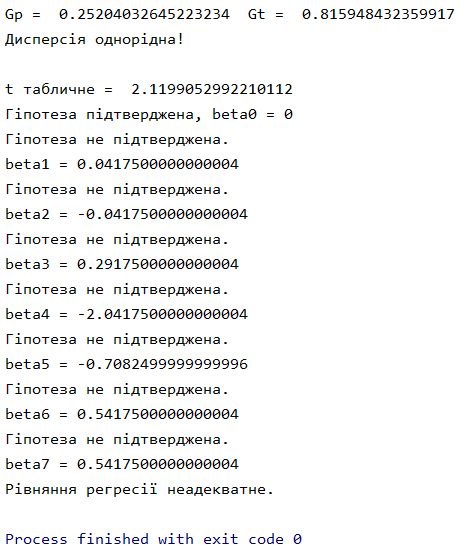 Gp =  0.25204032645223234  Gt =  0.815948432359917
Дисперсія однорідна!
t табличне =  2.1199052992210112
Гіпотеза підтверджена, beta0 = 0
Гіпотеза не підтверджена.
beta1 = 0.0417500000000004
Гіпотеза не підтверджена.
beta2 = -0.0417500000000004
Гіпотеза не підтверджена.
beta3 = 0.2917500000000004
Гіпотеза не підтверджена.
beta4 = -2.0417500000000004
Гіпотеза не підтверджена.
beta5 = -0.7082499999999996
Гіпотеза не підтверджена.
beta6 = 0.5417500000000004
Гіпотеза не підтверджена.
beta7 = 0.5417500000000004
Рівняння регресії неадекватне.
Process finished with exit code 0